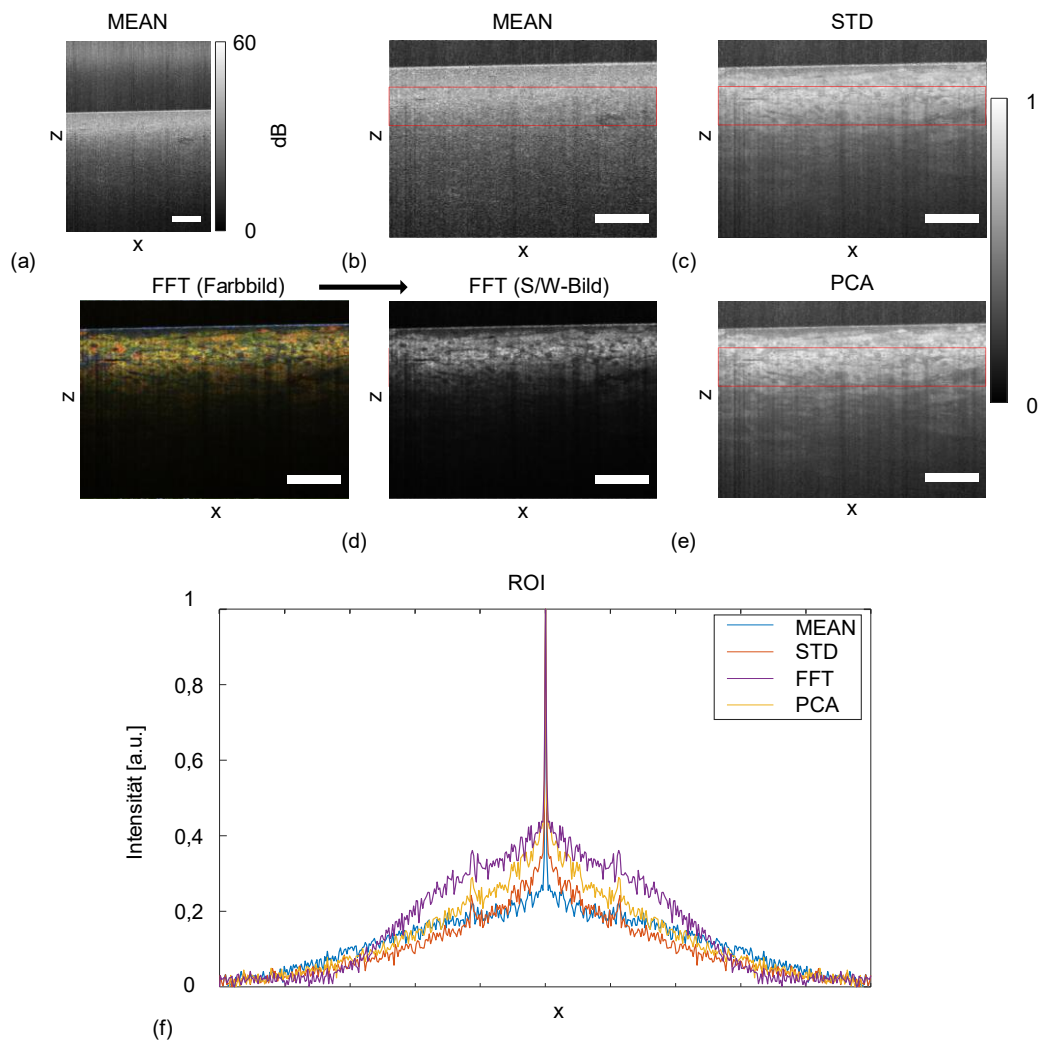 MEAN
60
z
dB
0
x
(a)
MEAN
z
x
(b)
STD
z
x
(c)
1
0
FFT (Farbbild)
z
x
FFT (S/W-Bild)
z
x
(d)
PCA
z
x
(e)
ROI
1
0,8
0,6
0,4
0,2
0
Intensität [a.u.]
MEAN
STD
FFT
PCA
x
(f)